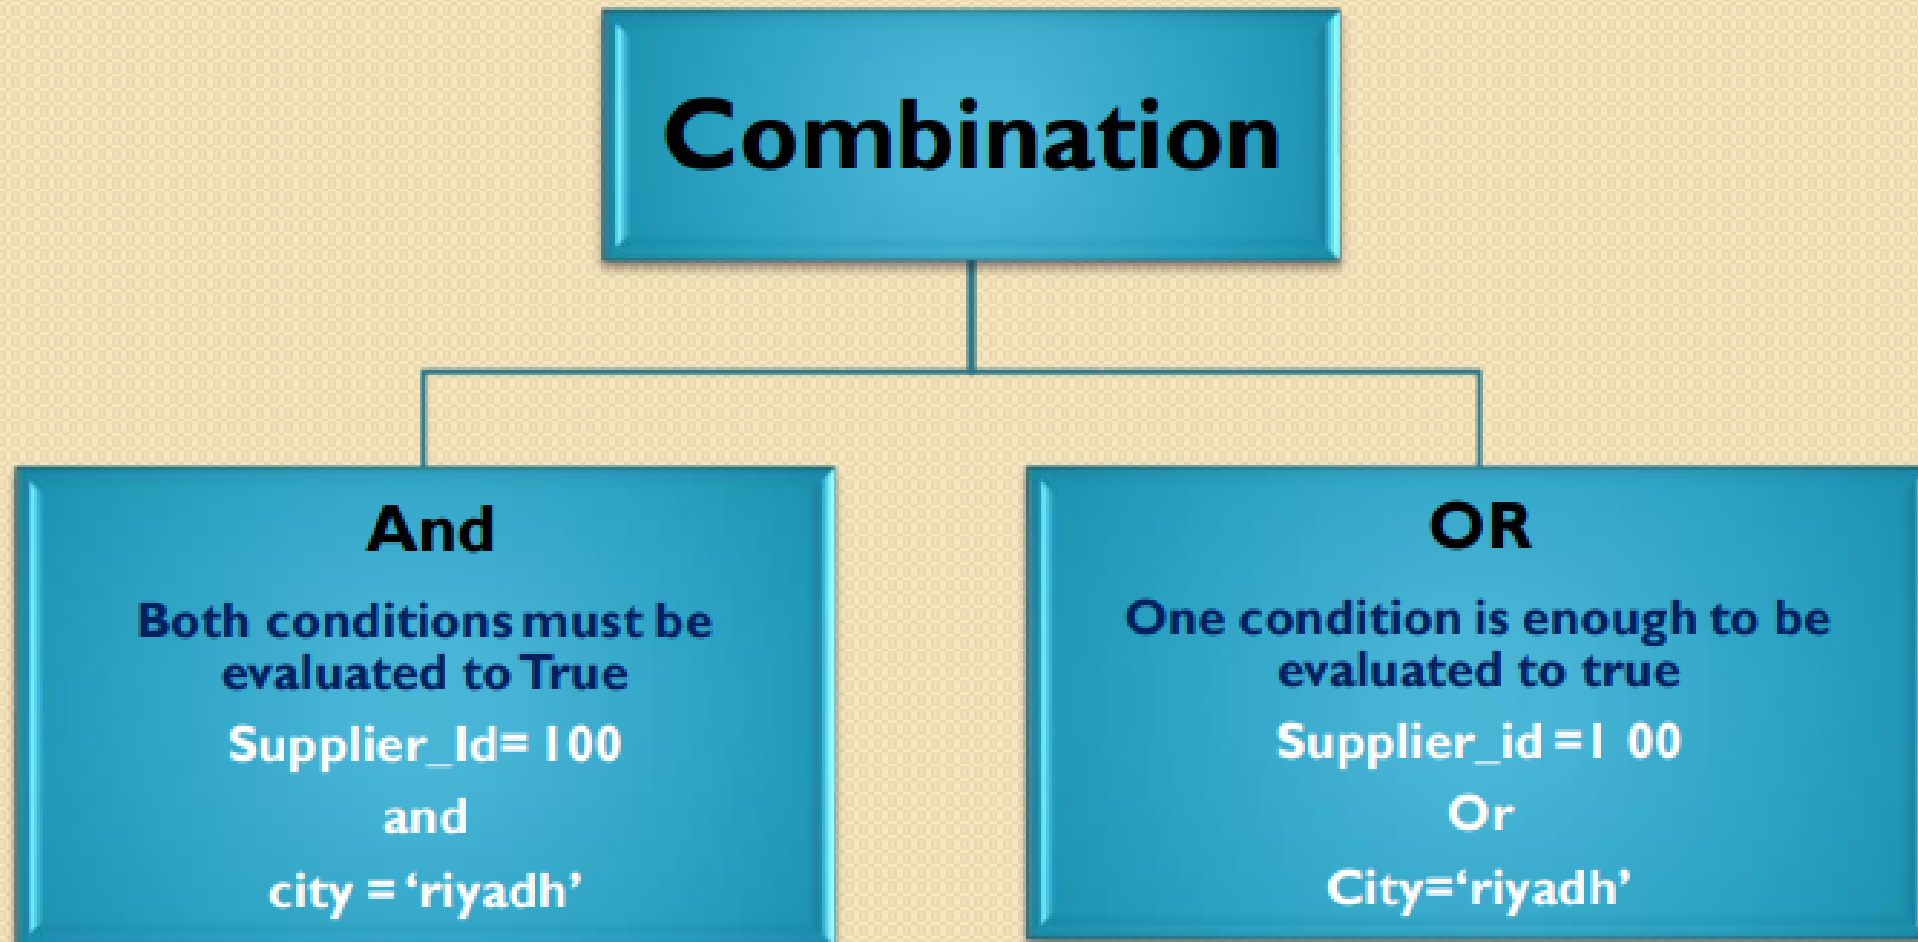 Combination
And
Both conditions must be
evaluated to True
Supplier_Id= 100
and
city = ‘riyadh’
OR
One condition is enough to be
evaluated to true
Supplier_id =1 00
Or
City=‘riyadh’